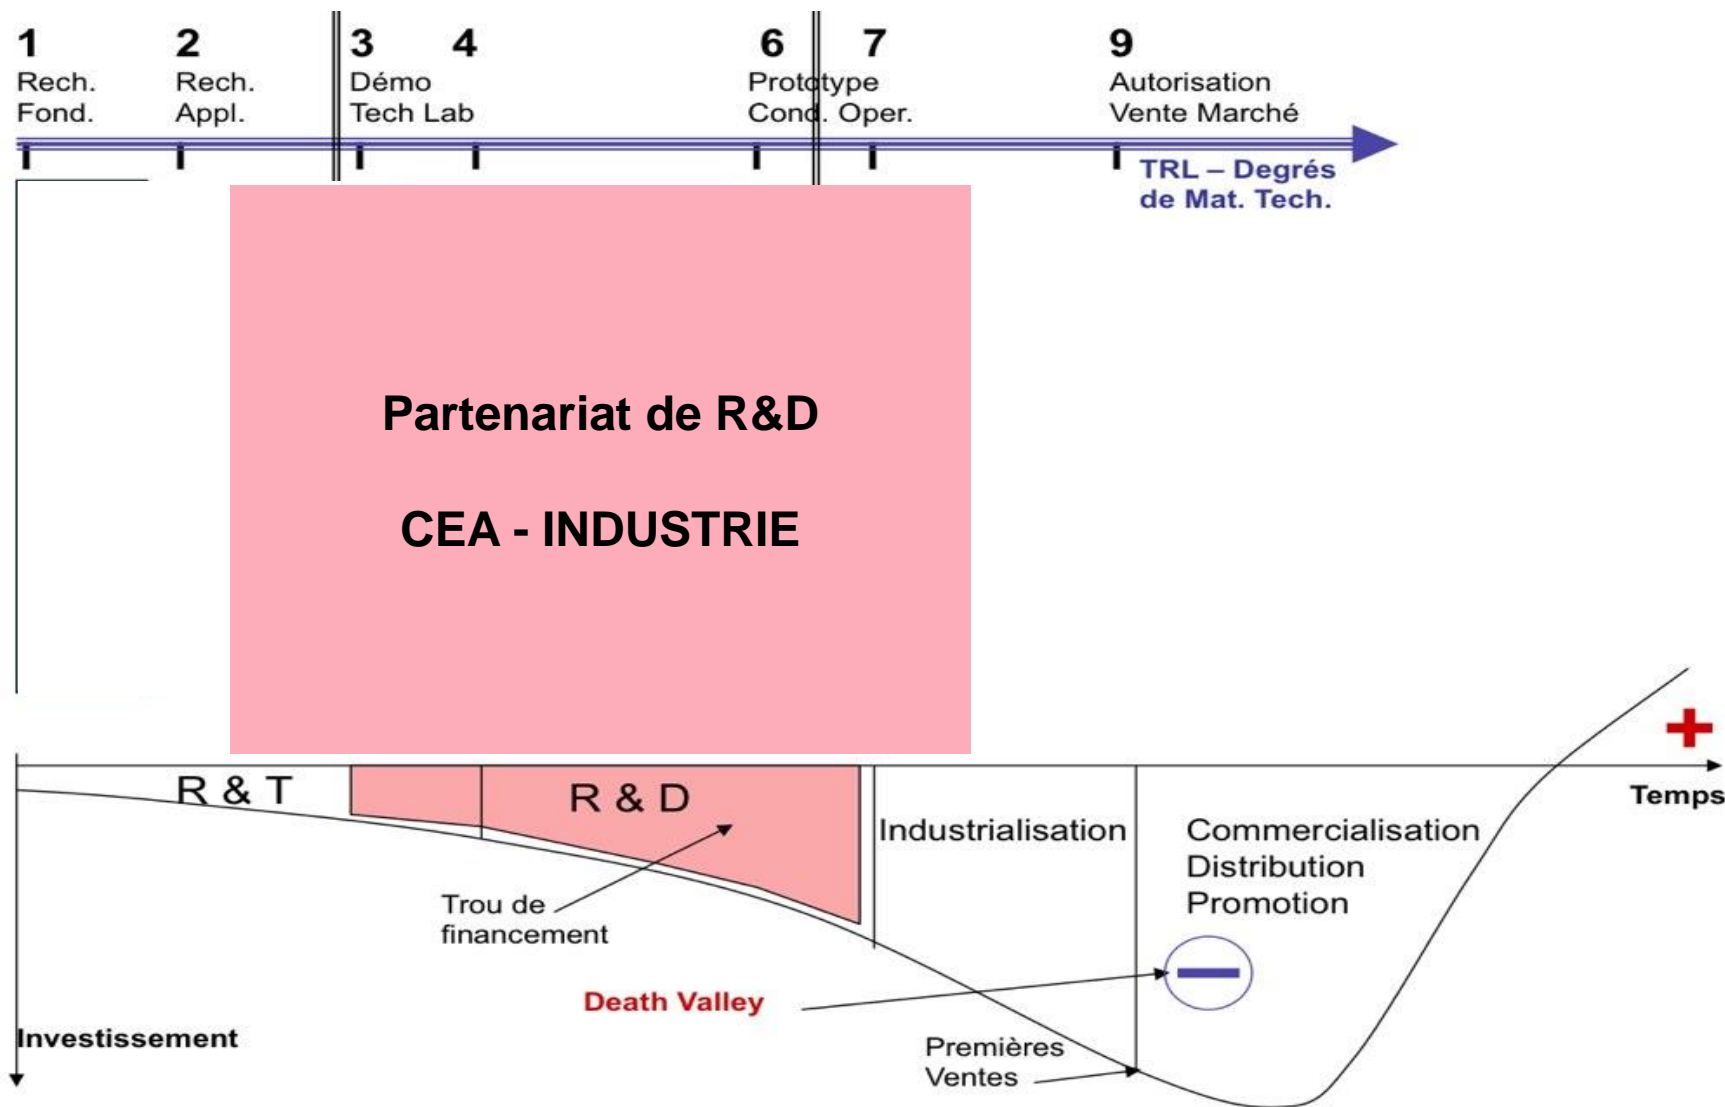 1
Rech.
Fond.
2
Rech.
Appl.
3 4
Démo
Tech Lab
6 7
Prototype
Cond. Oper.
9
Autorisation
Vente Marché
TRL – Degrés
de Mat. Tech.
Partenariat de R&D
CEA - INDUSTRIE
R & T
R & D
Industrialisation
Commercialisation
Distribution
Promotion
Temps
Trou de
financement
Death Valley
Investissement
Premières
Ventes